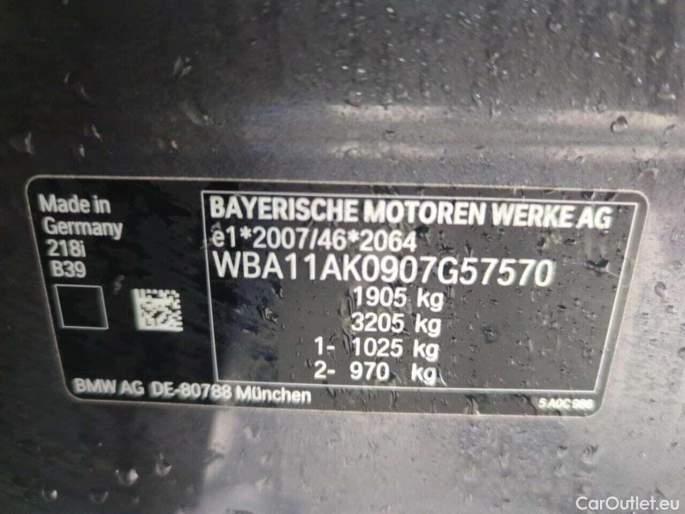 Made in
Germany
218i
B39
BAYERISCHE MOTOREN WERKE AG
e1*2007/46*2064
WBA11AK0907G57570
1905 kg
3205 kg
1- 1025 kg
2- 970 kg
BMW AG DE-80788 München
CarOutlet.eu